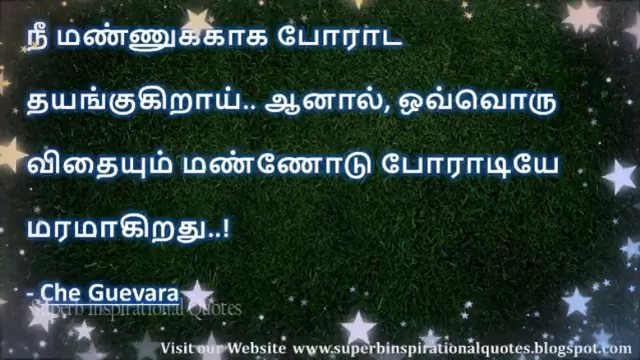 நீ மண்ணுக்காக போராட
தயங்குகிறாய்.. ஆனால், ஒவ்வொரு
விதையும் மண்ணோடு போராடியே
மரமாகிறது..!
- Che Guevara
Superb Inspirational Quotes
Visit our Website www.superbinspirationalquotes.blogspot.com